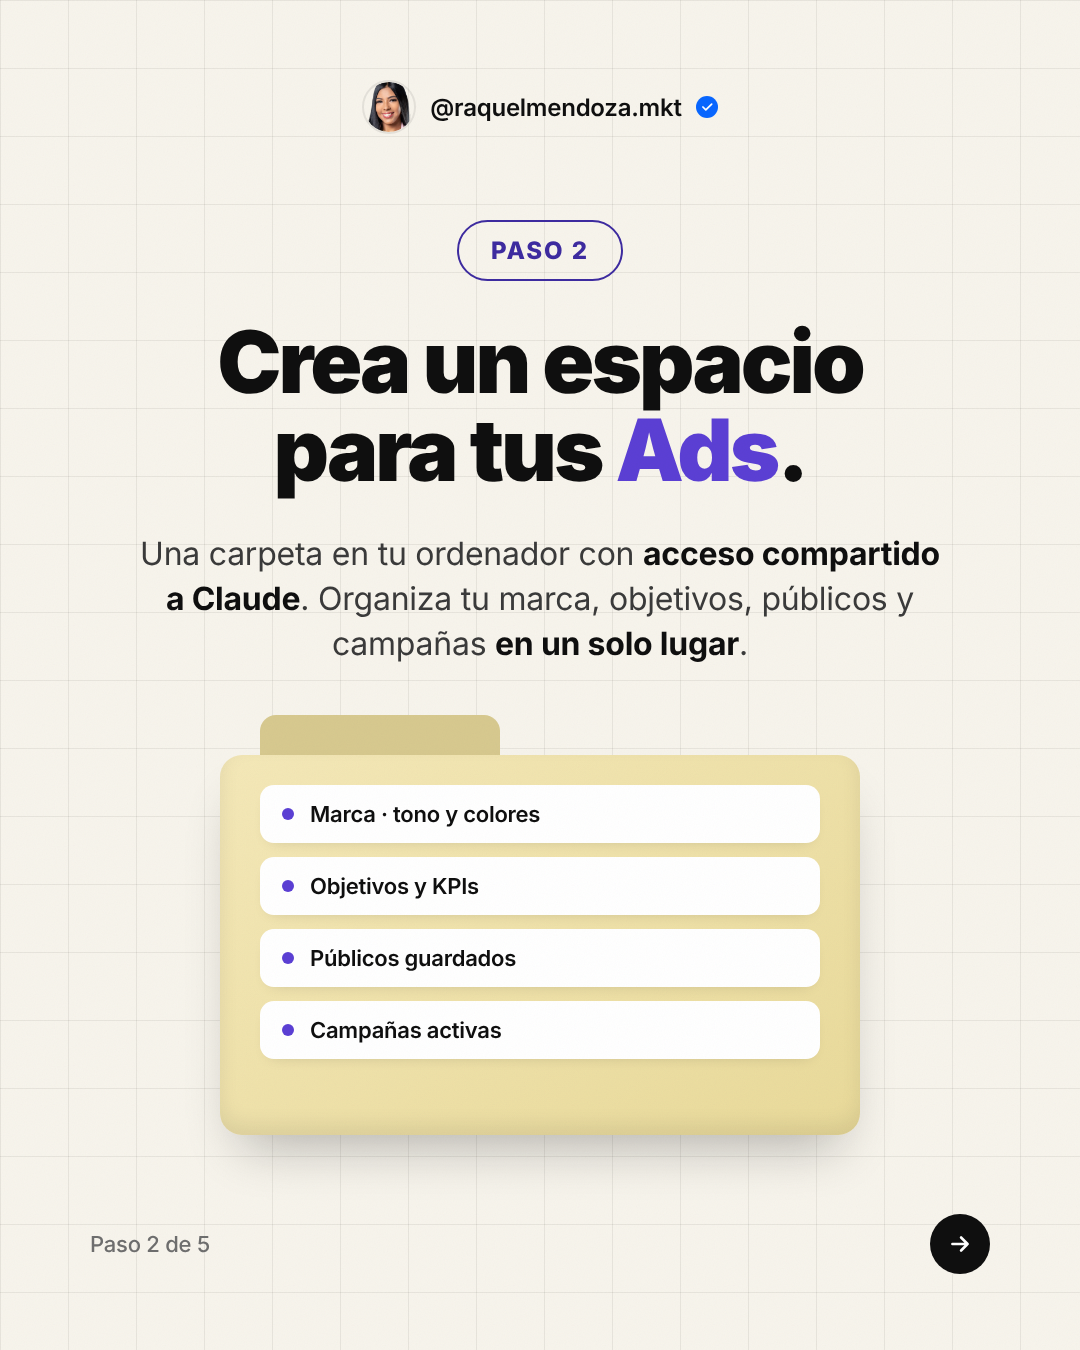 @raquelmendoza.mkt
PASO 2
Crea un espacio
para tus Ads.
Una carpeta en tu ordenador con acceso compartido
a Claude. Organiza tu marca, objetivos, públicos y
campañas en un solo lugar.
Marca · tono y colores
Objetivos y KPIs
Públicos guardados
Campañas activas
Paso 2 de 5